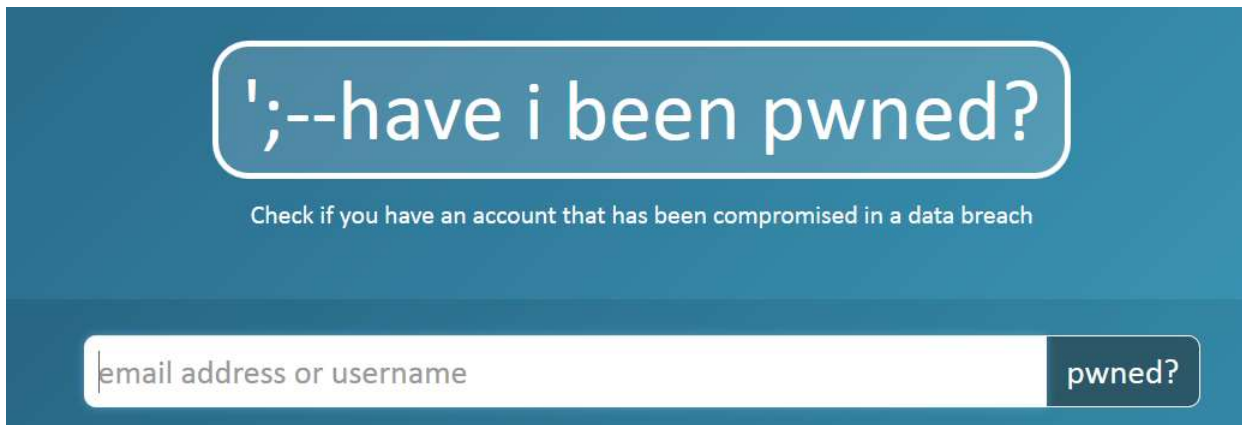 ';--have i been pwned?
Check if you have an account that has been compromised in a data breach
email address or username
pwned?